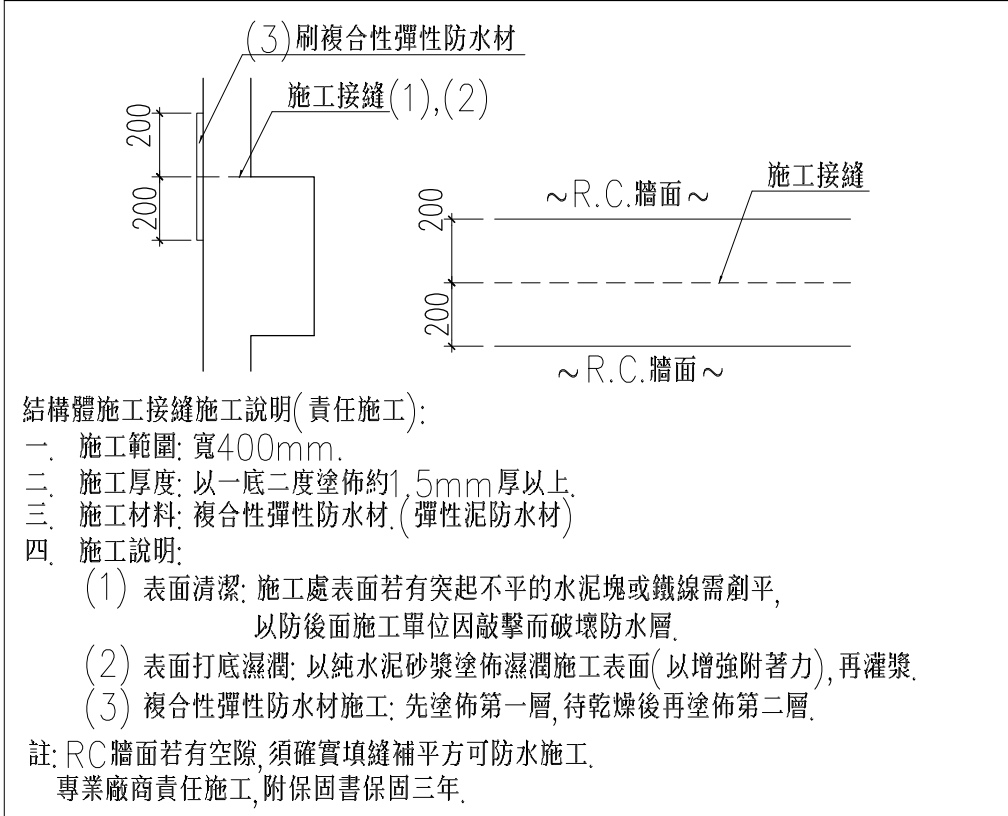 (3)刷複合性彈性防水材
施工接縫(1),(2)
200
200
施工接縫
~R.C.牆面~
200
200
~R.C.牆面~
結構體施工接縫施工說明(責任施工):
一. 施工範圍: 寬400mm.
二. 施工厚度: 以一底二度塗佈約1.5mm厚以上.
三. 施工材料: 複合性彈性防水材.(彈性泥防水材)
四. 施工說明:
(1) 表面清潔: 施工處表面若有突起不平的水泥塊或鐵線需剷平,
以防後面施工單位因敲擊而破壞防水層.
(2) 表面打底濕潤: 以純水泥砂漿塗佈濕潤施工表面(以增強附著力),再灌漿.
(3) 複合性彈性防水材施工: 先塗佈第一層,待乾燥後再塗佈第二層.
註: RC牆面若有空隙,須確實填縫補平方可防水施工.
專業廠商責任施工,附保固書保固三年.